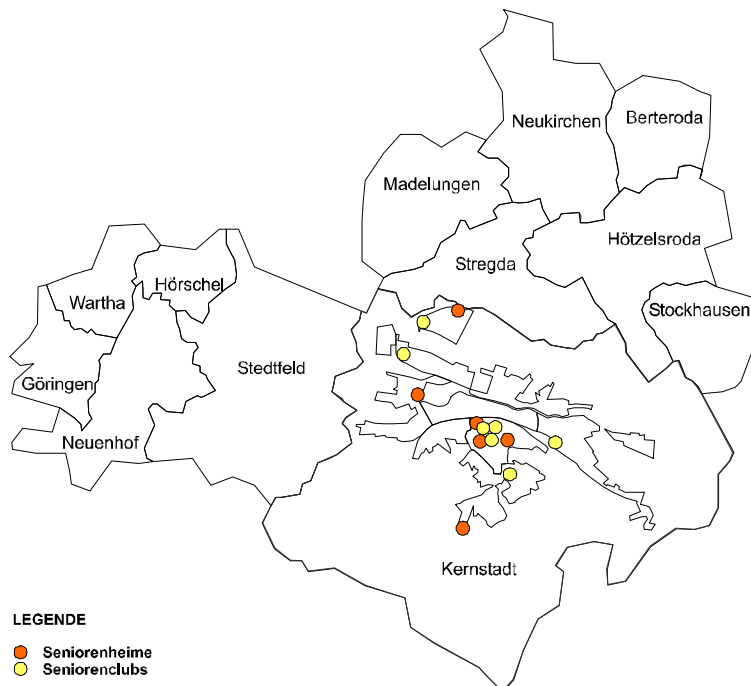 Neukirchen
Berteroda
Madelungen
Hötzelsroda
Stregda
Hörschel
Wartha
Stockhausen
Stedtfeld
Göringen
Neuenhof
Kernstadt
LEGENDE
Seniorenheime
Seniorenclubs